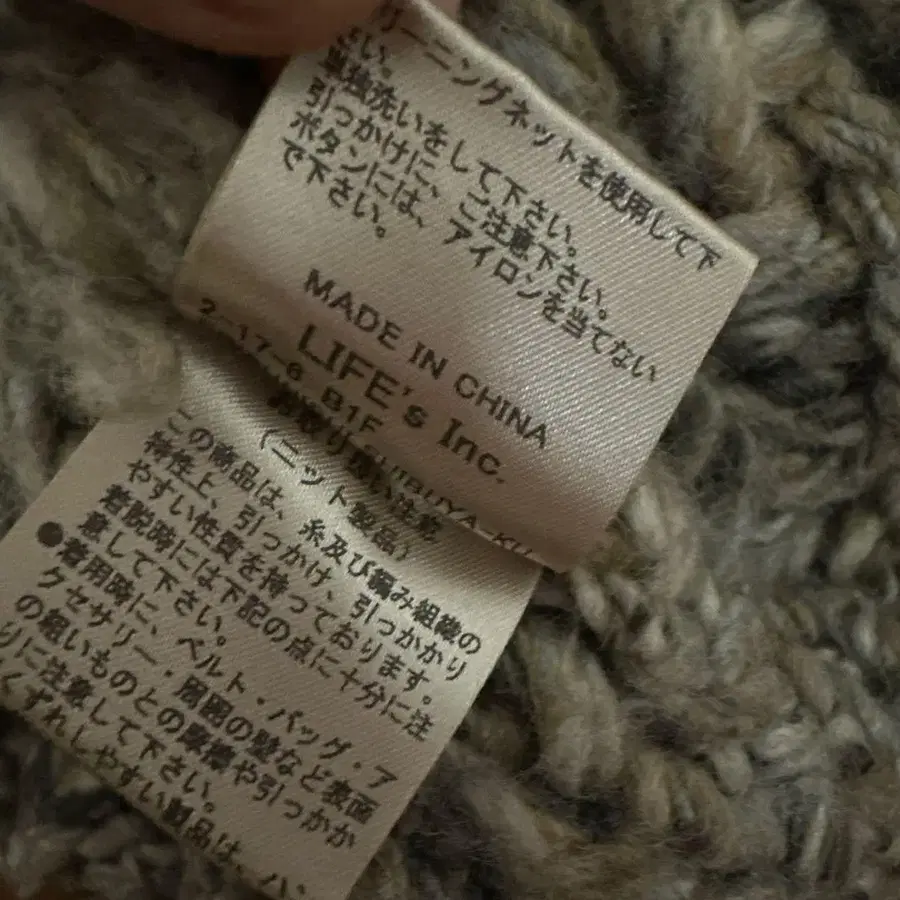 リーニングネットを使用して下
さい。
単独洗いをして下さい。
引っかけに、ご注意下さい。
ボタンには、アイロンを当てない
で下さい。
MADE IN CHINA
LIFE's Inc.
2-17-6 B1F
SHIBUYA-KU
お取り扱い注意
(ニット製品)
この商品は、糸及び編み組織の
特性上、引っかけ、引っかかり
やすい性質を持っております。
着脱時には下記の点に十分に注
意して下さい。
●着用時に、ベルト・バッグ・ア
クセサリー・周囲の壁など表面
の粗いものとの摩擦や引っかか
りに注意して下さい。
くずれしやすい製品は、ハ